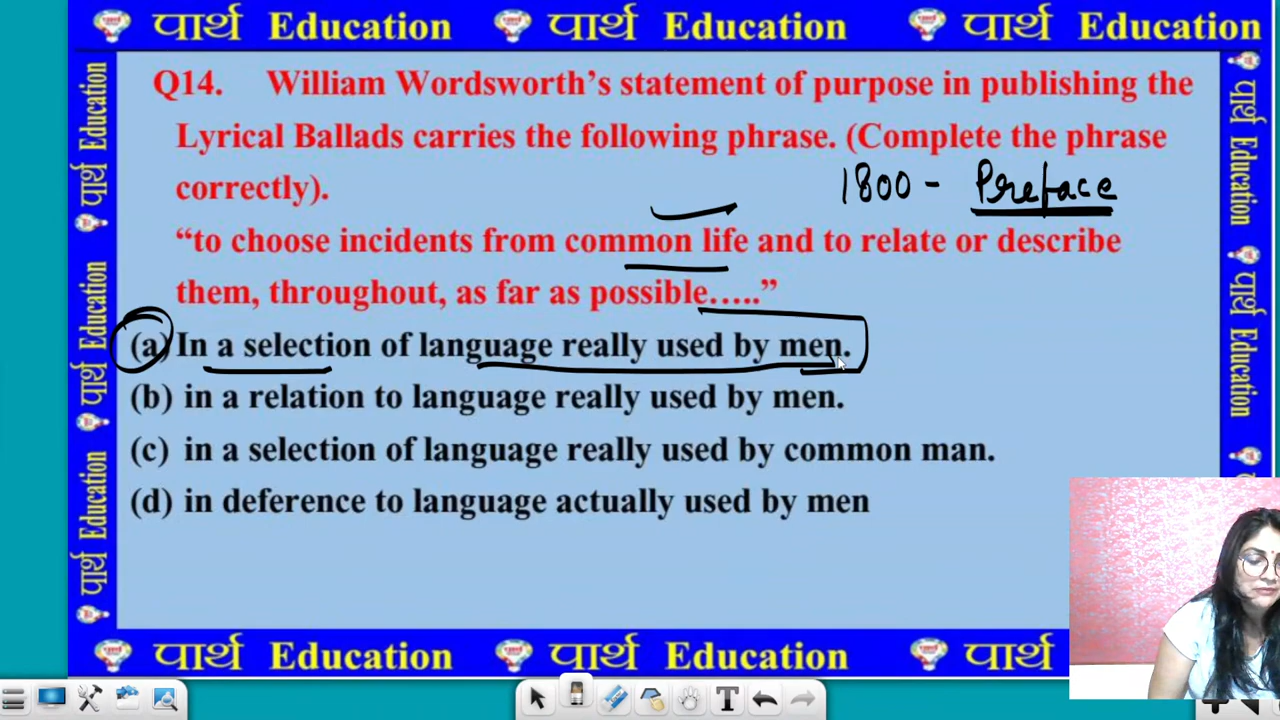 पार्थ Education पार्थ Education पार्थ Education
Q14. William Wordsworth's statement of purpose in publishing the
Lyrical Ballads carries the following phrase. (Complete the phrase
correctly).
1800 - Preface
“to choose incidents from common life and to relate or describe
them, throughout, as far as possible…..”
(a) In a selection of language really used by men.
(b) in a relation to language really used by men.
(c) in a selection of language really used by common man.
(d) in deference to language actually used by men
पार्थ Education
पार्थ Education
पार्थ Education
पार्थ Education
पार्थ Education
पार्थ Education पार्थ Education पार्थ
T